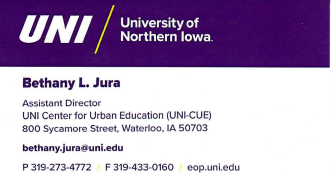 UNI University of
Northern Iowa.
Bethany L. Jura
Assistant Director
UNI Center for Urban Education (UNI-CUE)
800 Sycamore Street, Waterloo, IA 50703
bethany.jura@uni.edu
P 319-273-4772 / F 319-433-0160 / eop.uni.edu